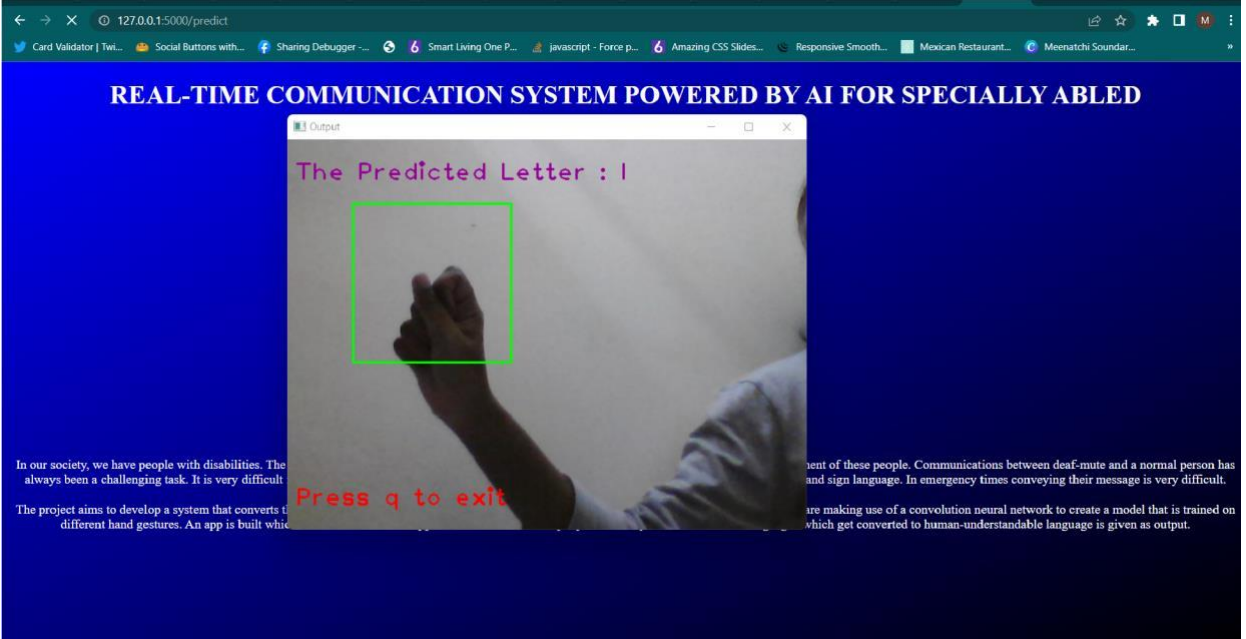 127.0.0.1:5000/predict
M
Card Validator | Twi...
Social Buttons with...
Sharing Debugger -...
Smart Living One P...
javascript - Force p...
Amazing CSS Slides...
Responsive Smooth...
Mexican Restaurant...
Meenatchi Soundar...
»
REAL-TIME COMMUNICATION SYSTEM POWERED BY AI FOR SPECIALLY ABLED
Output
The Predicted Letter : I
Press q to exit
In our society, we have people with disabilities. The
of these people. Communications between deaf-mute and a normal person has
always been a challenging task. It is very difficult
and sign language. In emergency times conveying their message is very difficult.
The project aims to develop a system that converts
are making use of a convolution neural network to create a model that is trained on
different hand gestures. An app is built
which get converted to human-understandable language is given as output.